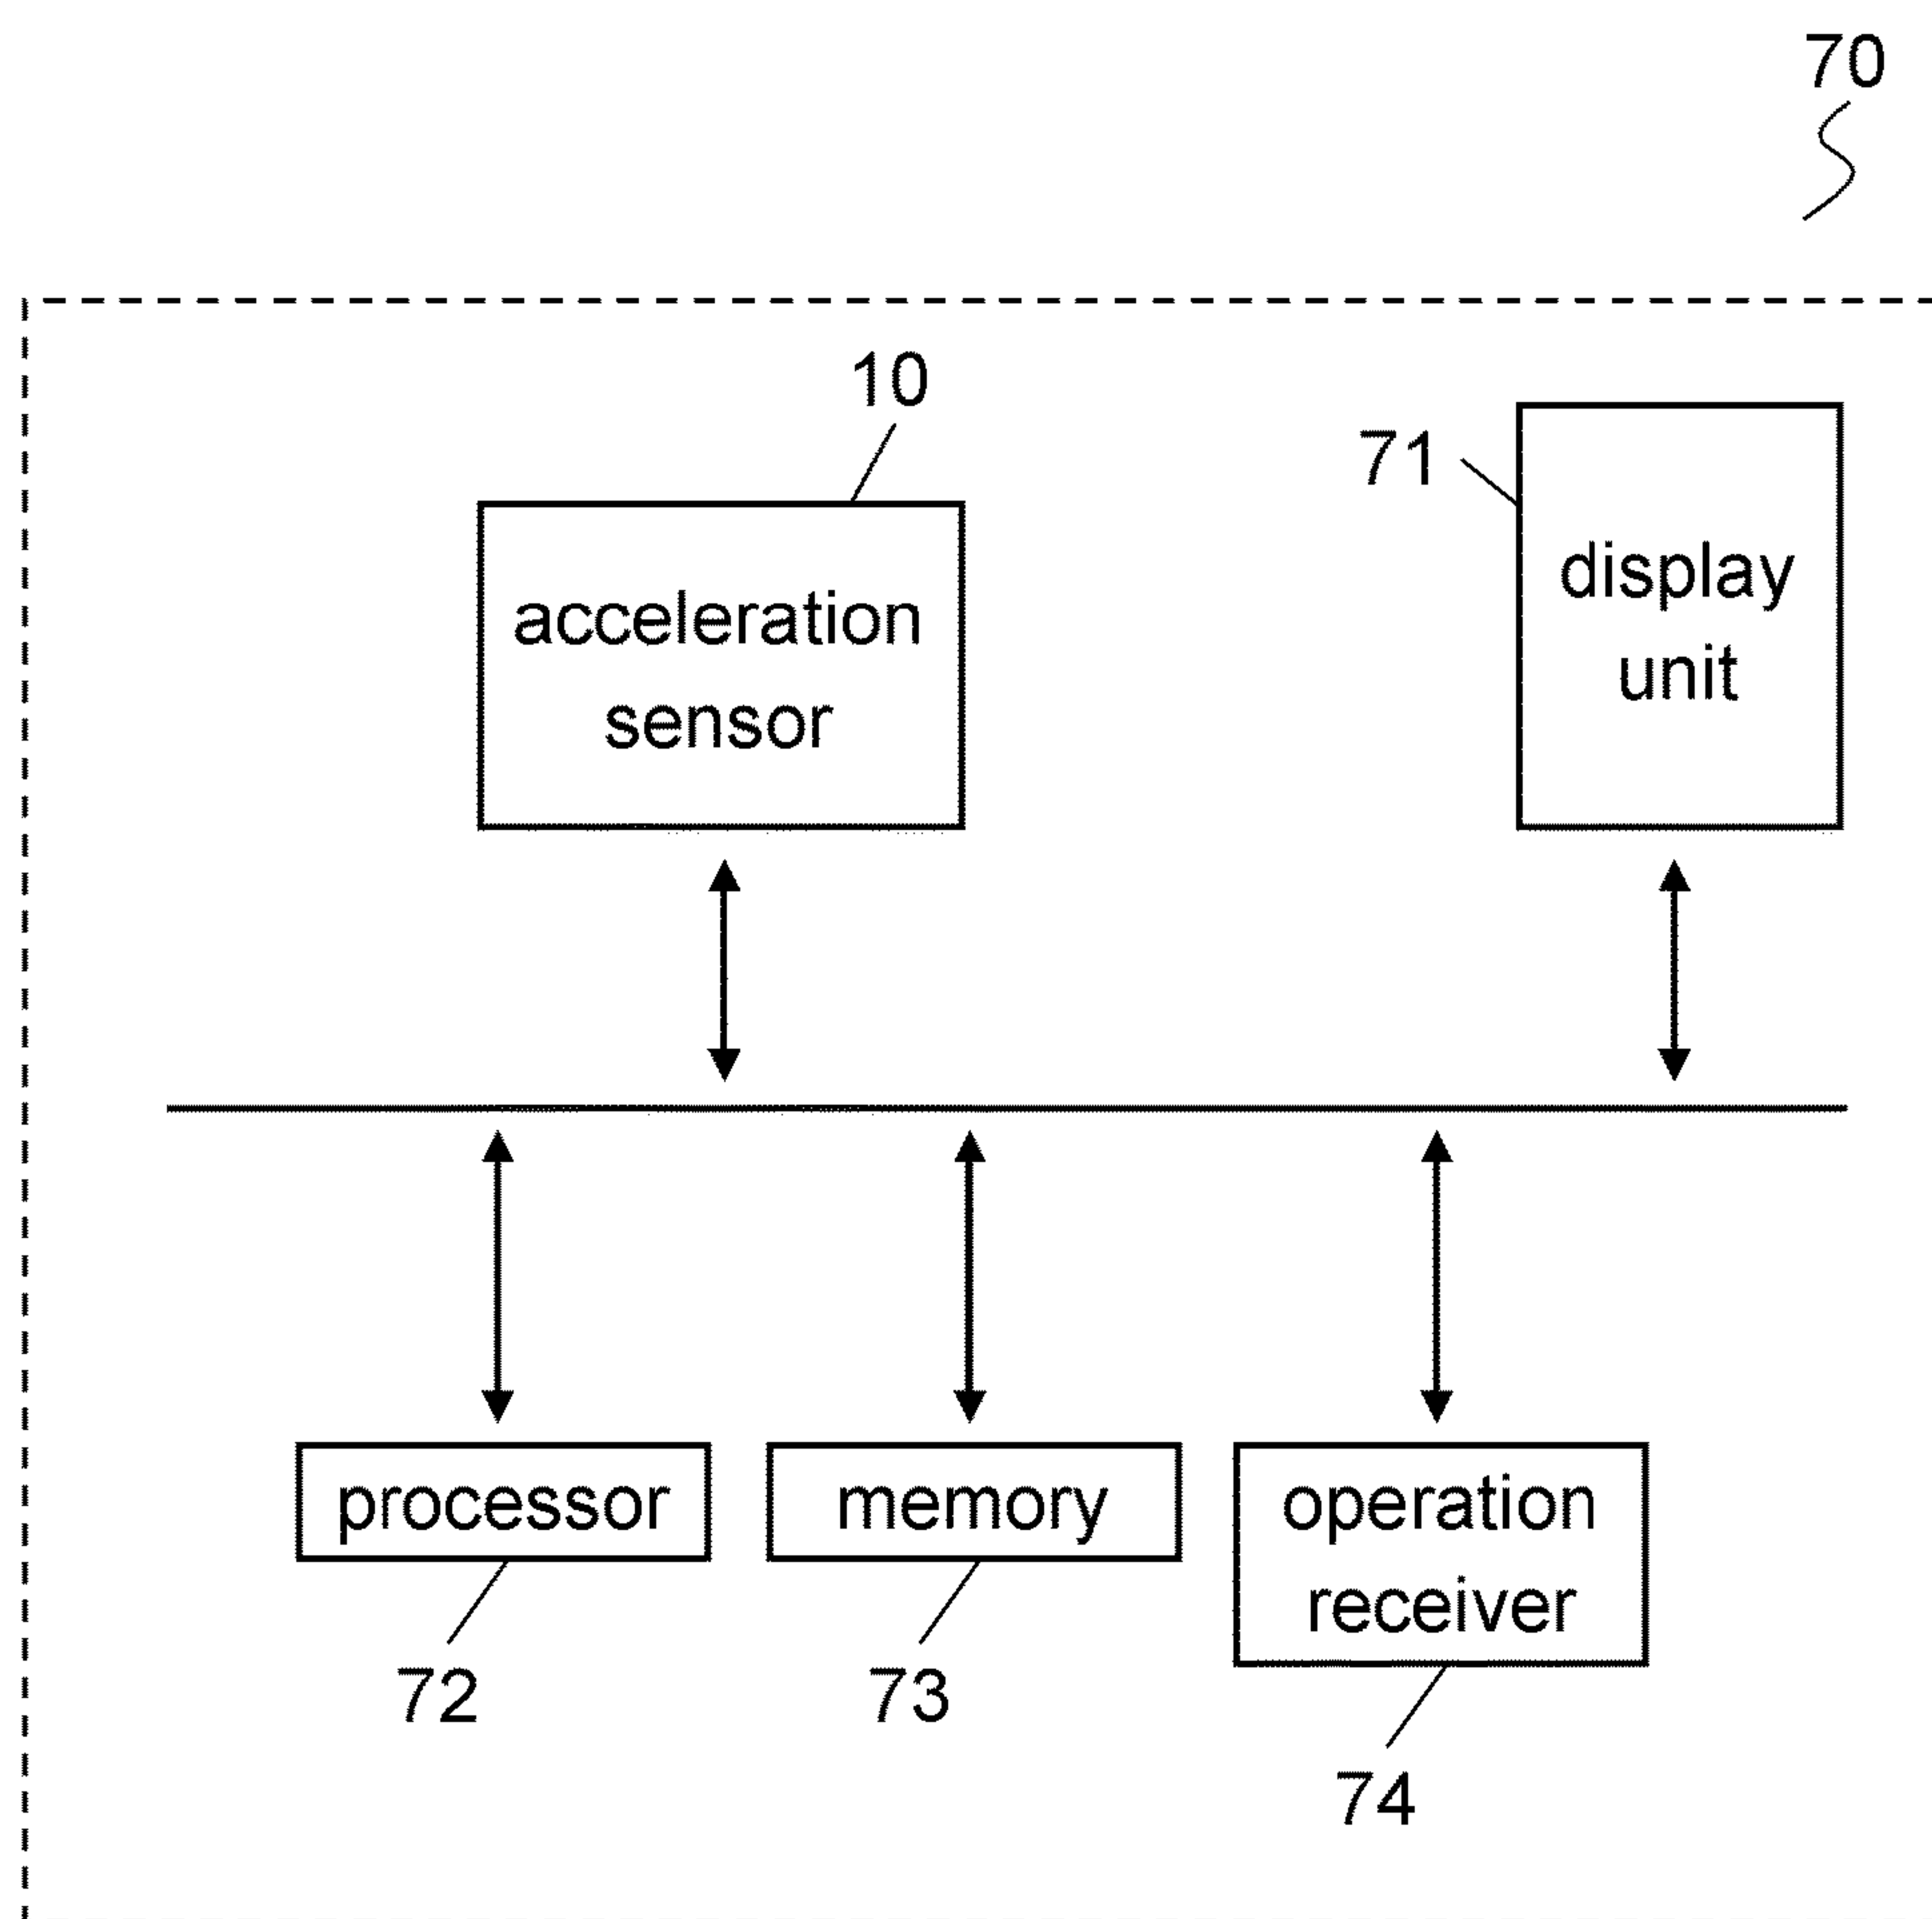 70
10
71
acceleration
sensor
display
unit
processor
memory
operation
receiver
72
73
74